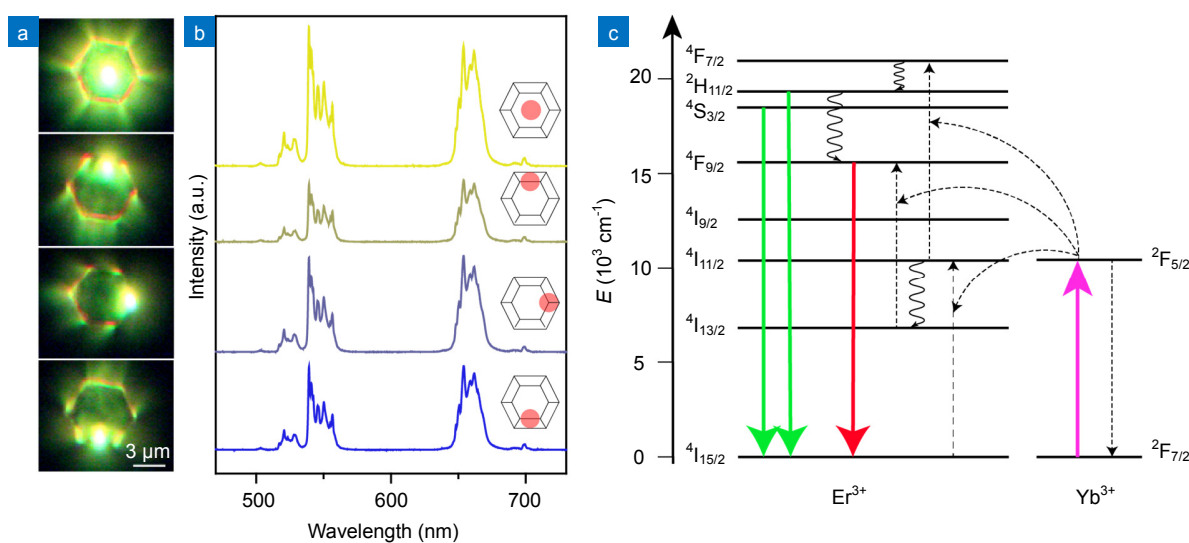 a
3 μm
b
Intensity (a.u.)
500
600
700
Wavelength (nm)
c
E (10³ cm⁻¹)
20
15
10
5
0
⁴F₇/₂
²H₁₁/₂
⁴S₃/₂
⁴F₉/₂
⁴I₉/₂
⁴I₁₁/₂
⁴I₁₃/₂
⁴I₁₅/₂
²F₅/₂
²F₇/₂
Er³⁺
Yb³⁺